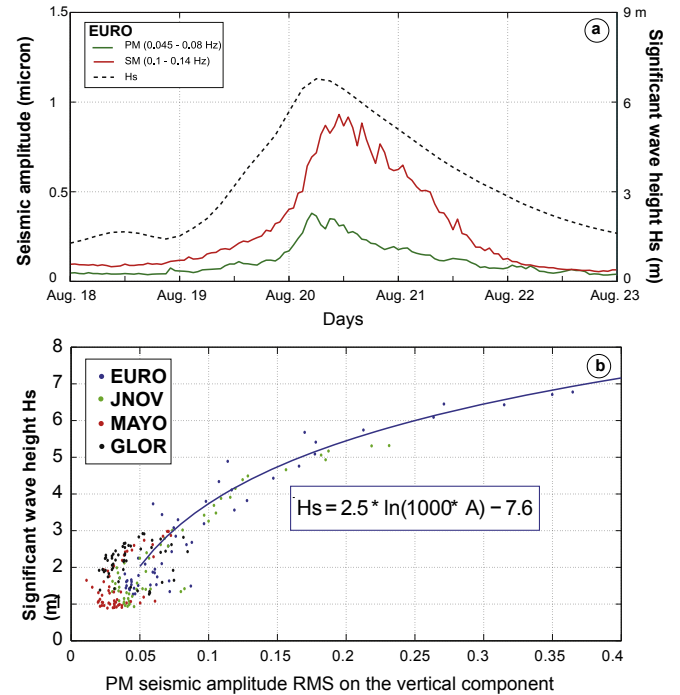 1.5
1
0.5
0
Seismic amplitude (micron)
EURO
PM (0.045 - 0.08 Hz)
SM (0.1 - 0.14 Hz)
Hs
a
9 m
6
3
0
Significant wave height Hs (m)
Aug. 18 Aug. 19 Aug. 20 Aug. 21 Aug. 22 Aug. 23
Days
b
8
7
6
5
4
3
2
1
0
Significant wave height Hs
(m)
EURO
JNOV
MAYO
GLOR
Hs = 2.5 * ln(1000* A) − 7.6
0 0.05 0.1 0.15 0.2 0.25 0.3 0.35 0.4
PM seismic amplitude RMS on the vertical component